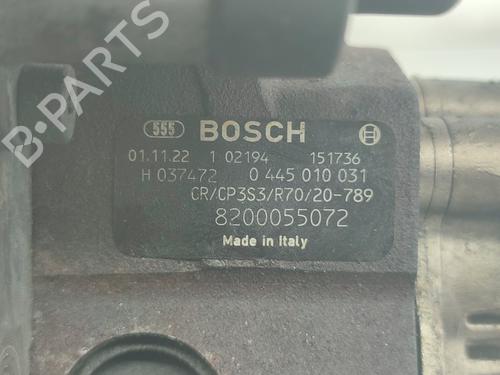 B-PARTS
555 BOSCH
01.11.22 1 02194 151736
H 037472 0 445 010 031
CR/CP3S3/R70/20-789
8200055072
Made in Italy